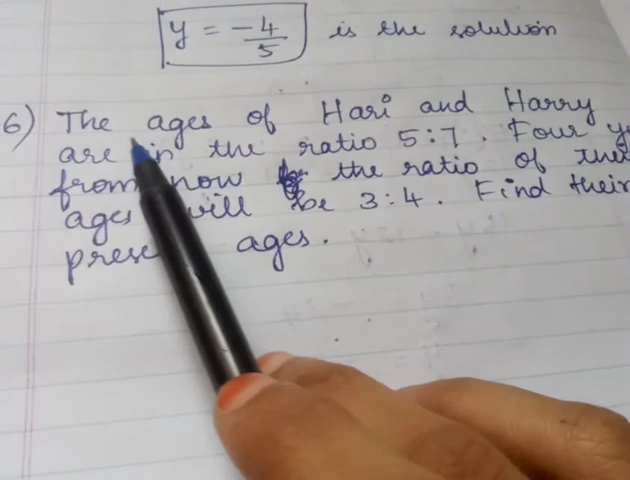 y = -4/5 is the solution
6) The ages of Hari and Harry
are in the ratio 5:7. Four
from now the ratio of
ages will be 3:4. Find their
ages.